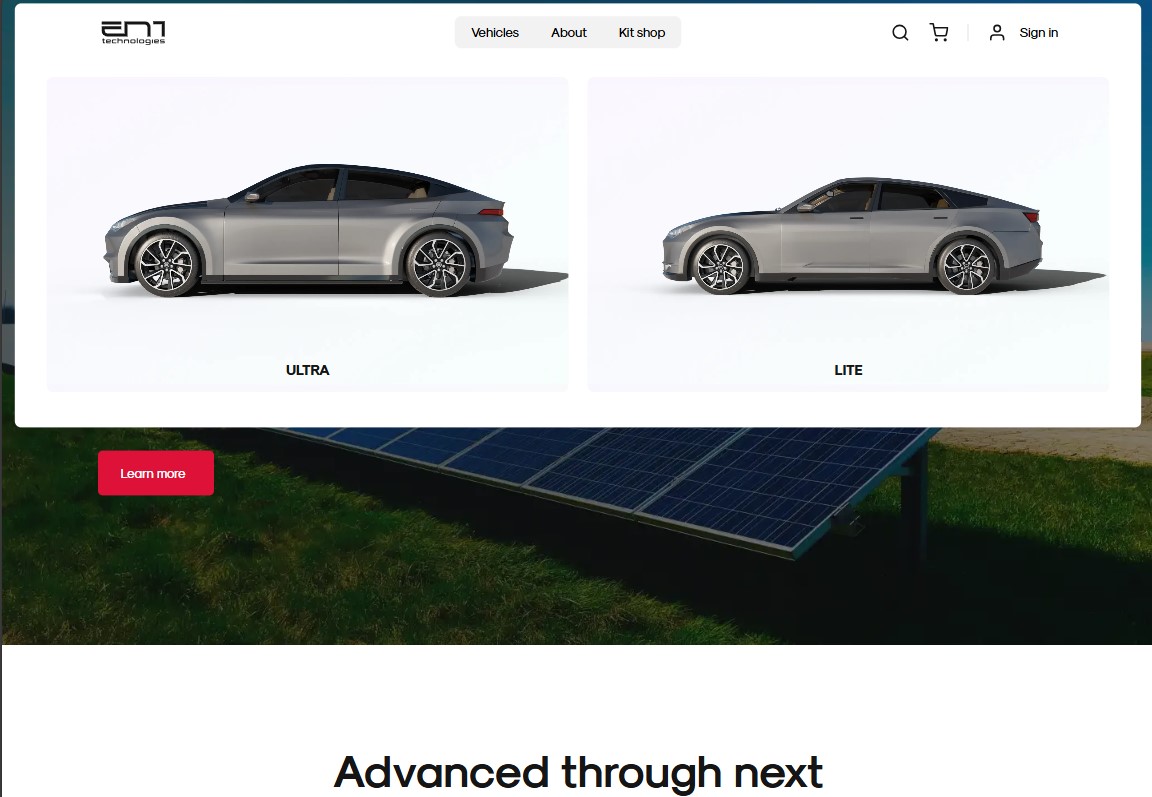 EN1
technologies
Vehicles About Kit shop
Sign in
ULTRA
LITE
Learn more
Advanced through next